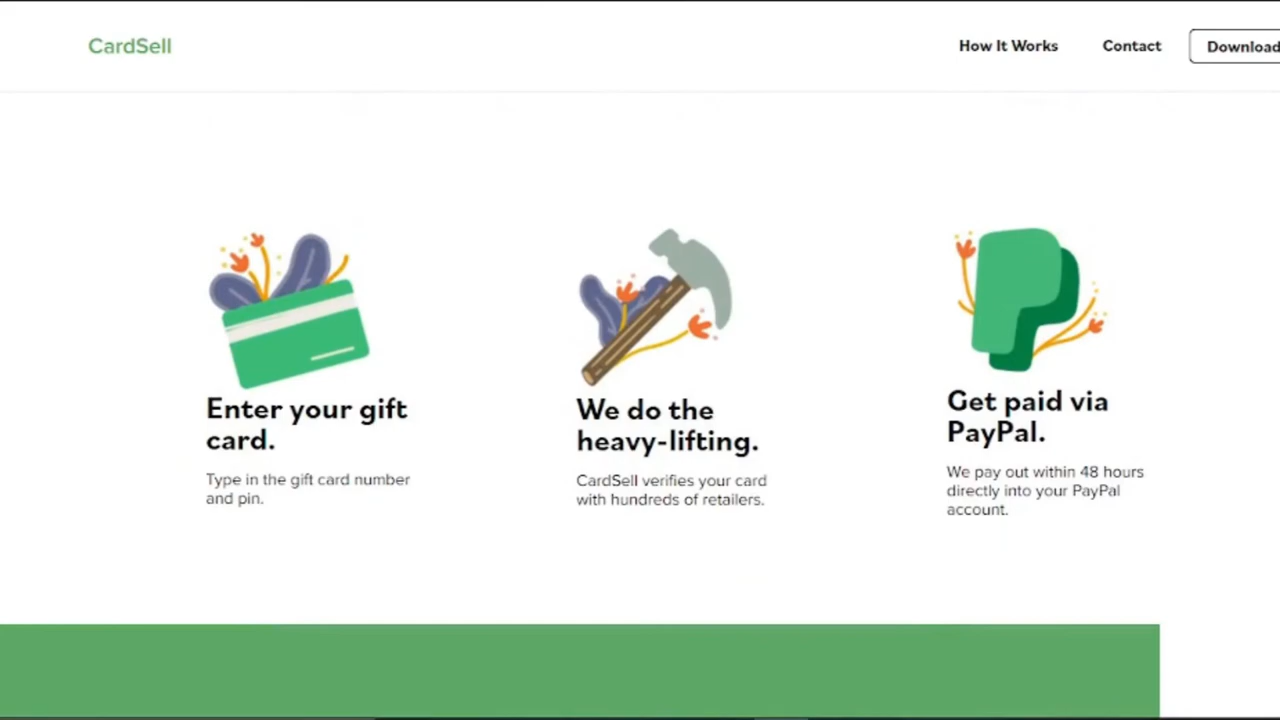 CardSell
How It Works
Contact
Download
Enter your gift
card.
Type in the gift card number
and pin.
We do the
heavy-lifting.
CardSell verifies your card
with hundreds of retailers.
Get paid via
PayPal.
We pay out within 48 hours
directly into your PayPal
account.